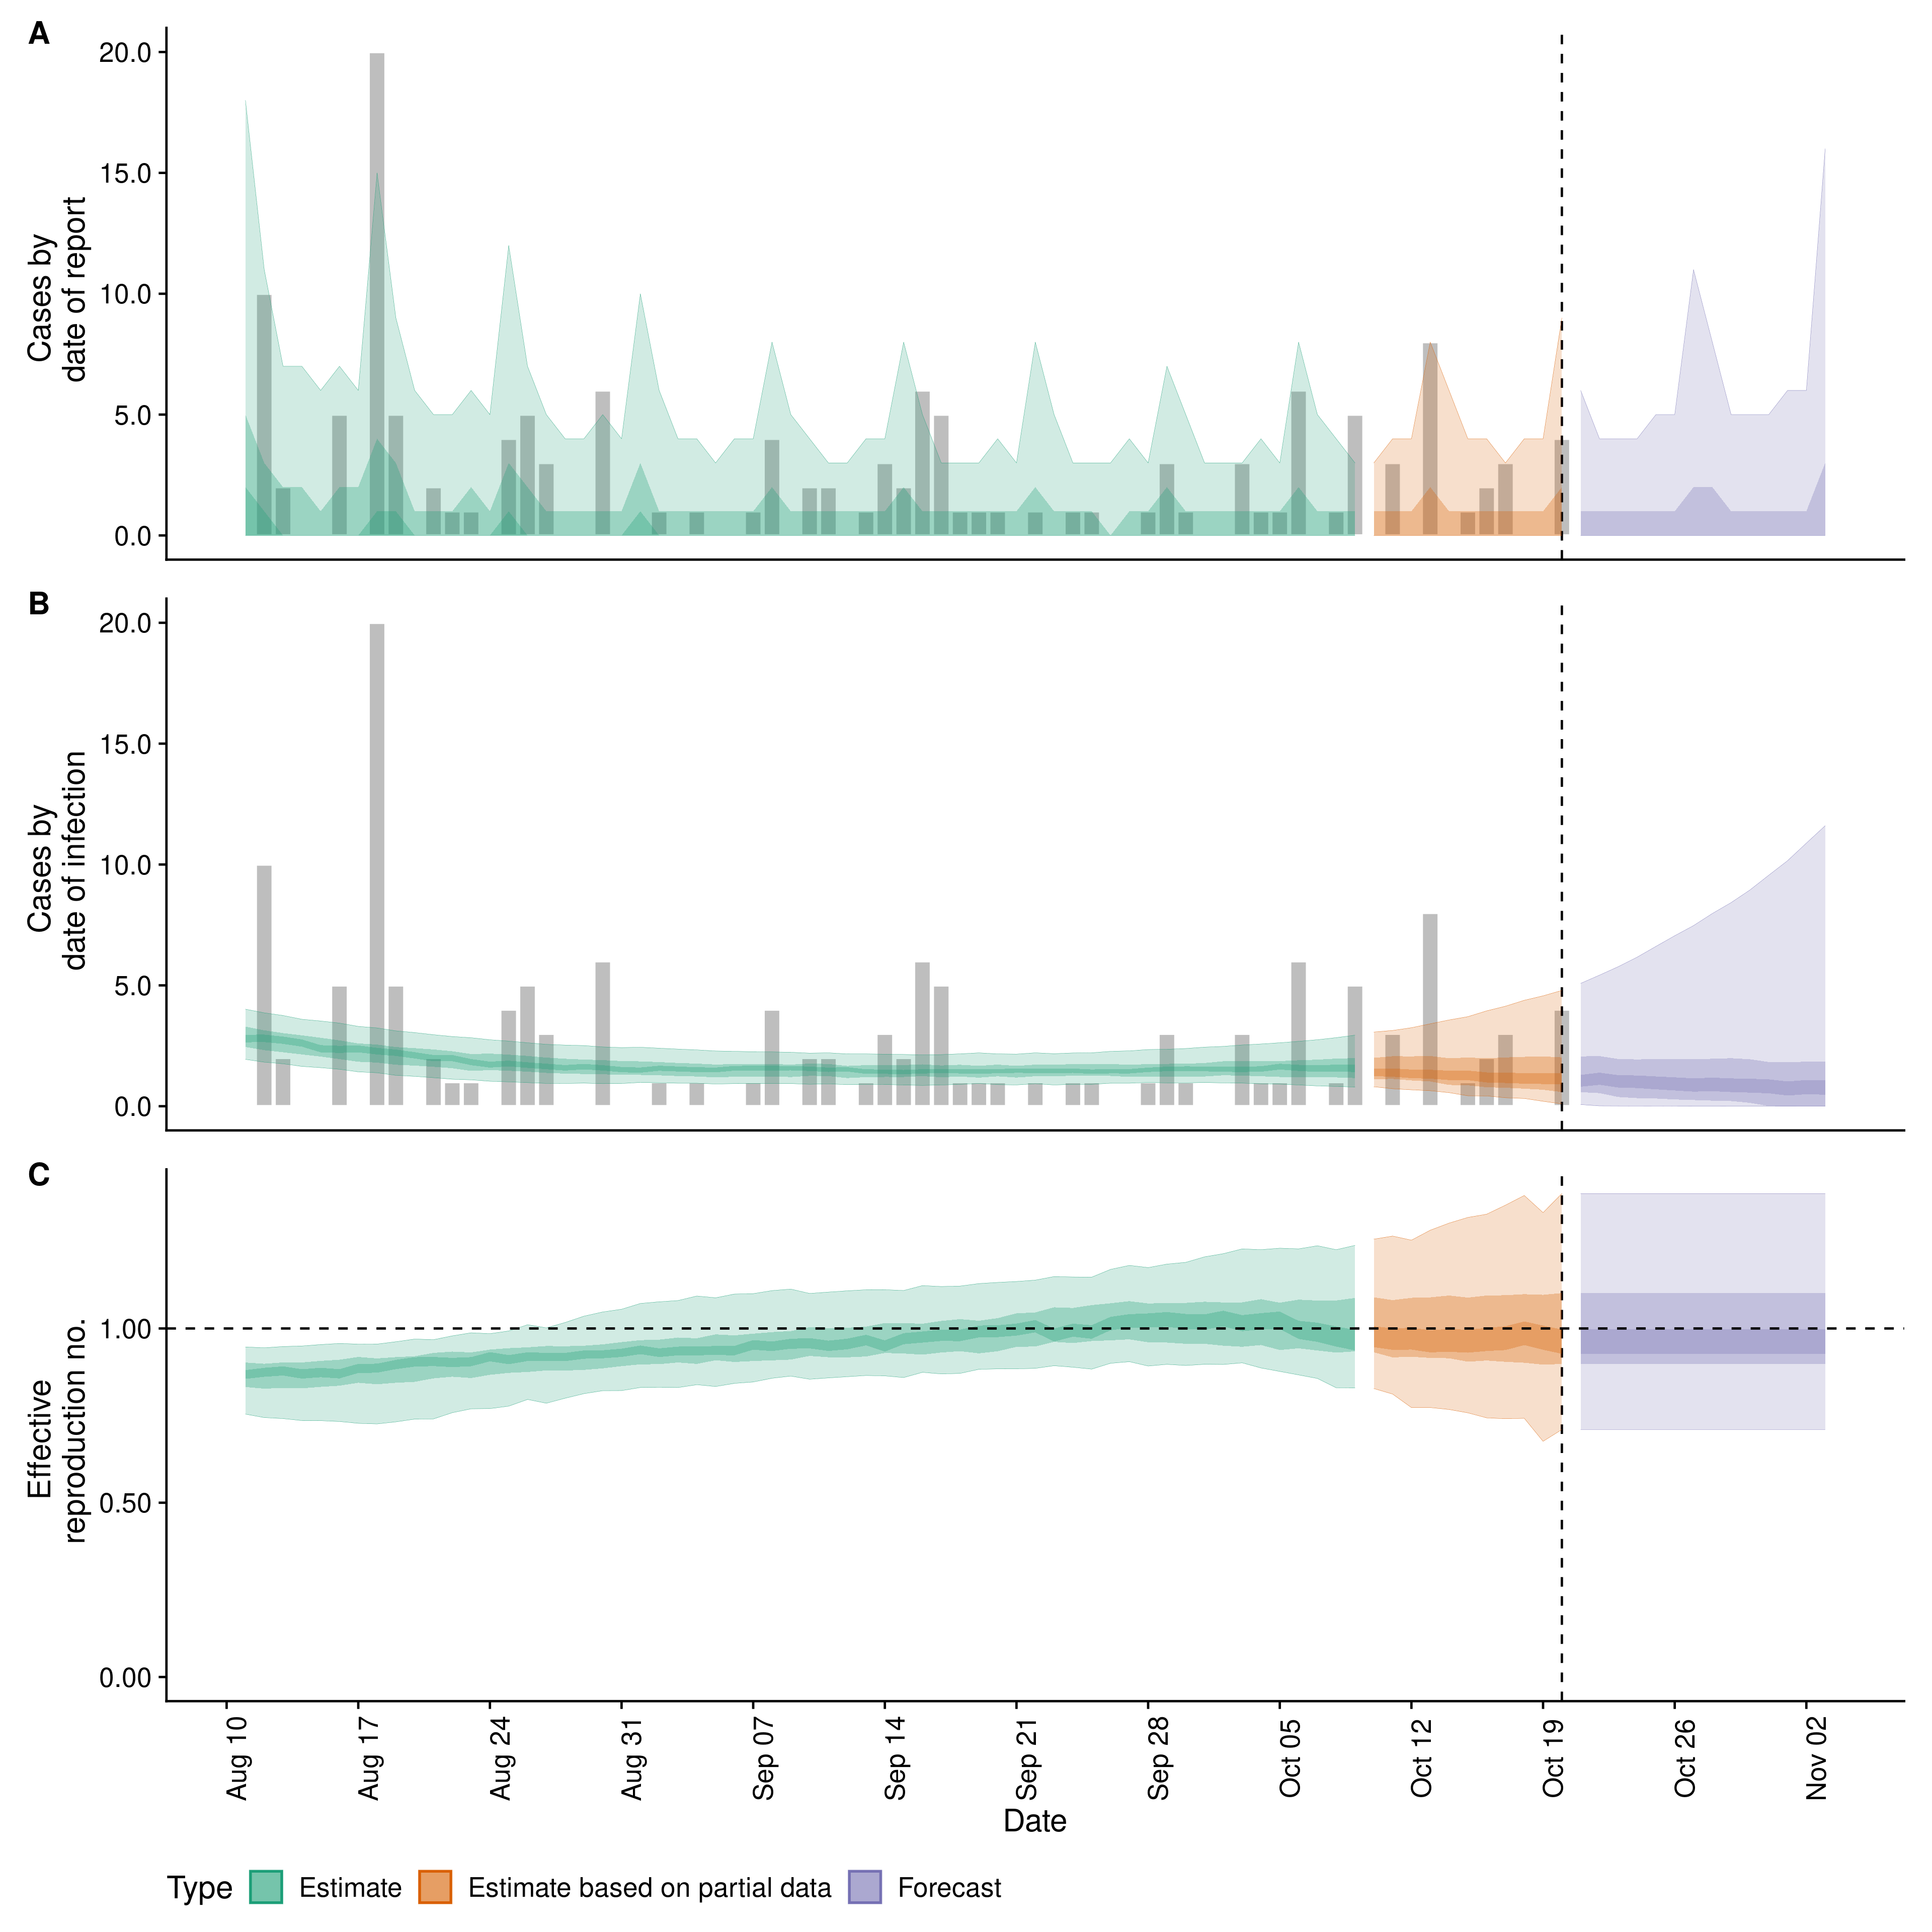 A
20.0
15.0
10.0
5.0
0.0
Cases by
date of report
B
20.0
15.0
10.0
5.0
0.0
Cases by
date of infection
C
1.00
0.50
0.00
Effective
reproduction no.
Aug 10
Aug 17
Aug 24
Aug 31
Sep 07
Sep 14
Sep 21
Sep 28
Oct 05
Oct 12
Oct 19
Oct 26
Nov 02
Date
Type
Estimate
Estimate based on partial data
Forecast